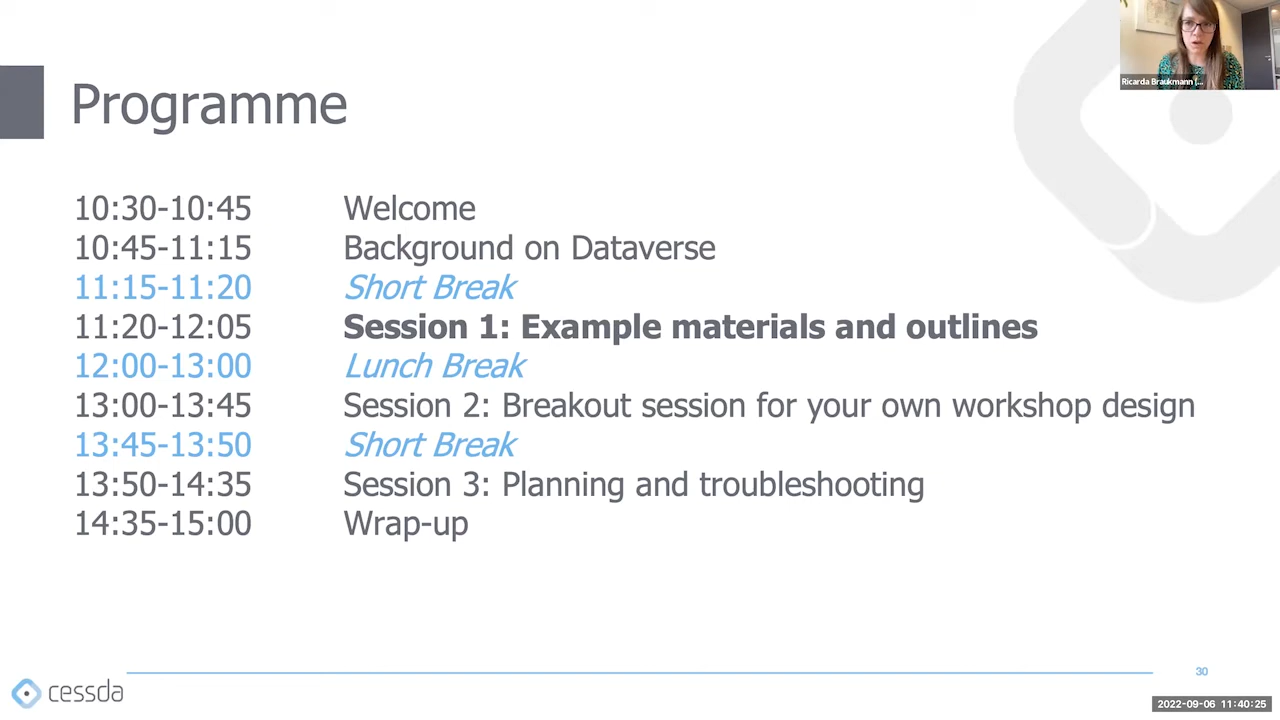 Ricarda Braukmann (...
Programme
10:30-10:45 Welcome
10:45-11:15 Background on Dataverse
11:15-11:20 Short Break
11:20-12:05 Session 1: Example materials and outlines
12:00-13:00 Lunch Break
13:00-13:45 Session 2: Breakout session for your own workshop design
13:45-13:50 Short Break
13:50-14:35 Session 3: Planning and troubleshooting
14:35-15:00 Wrap-up
30
cessda
2022-09-06 11:40:25